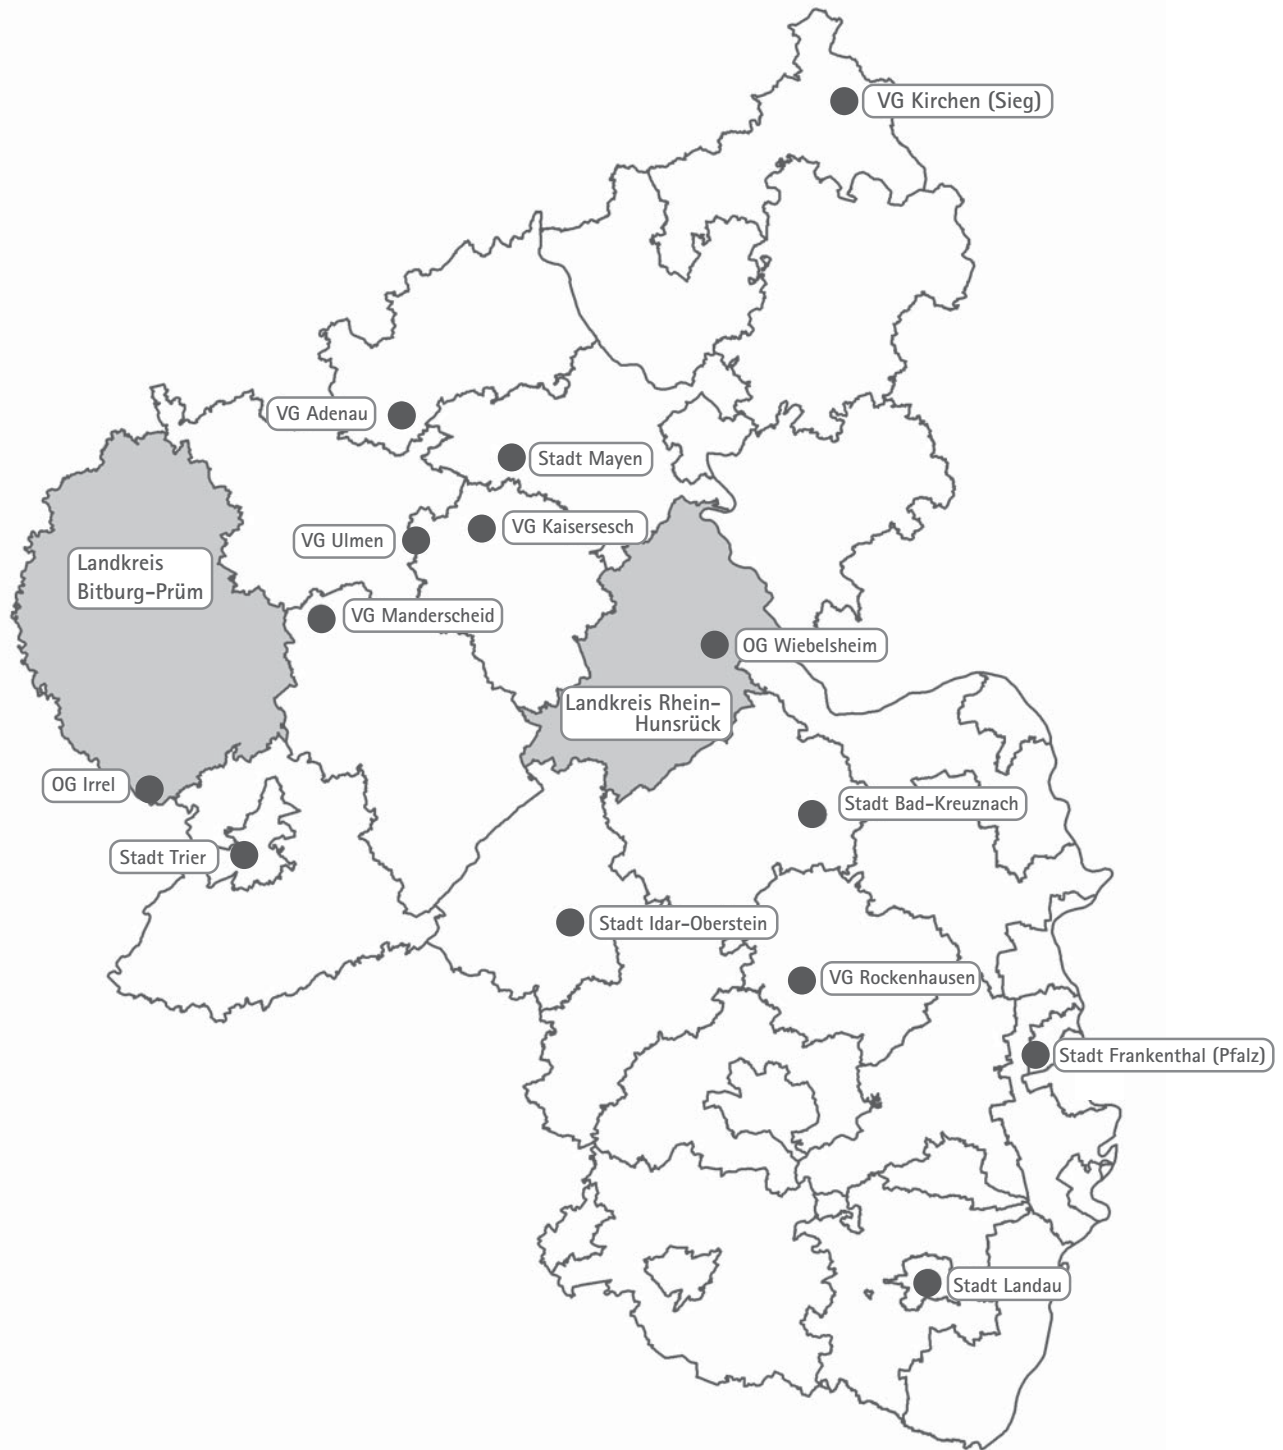 VG Kirchen (Sieg)
VG Adenau
Stadt Mayen
VG Kaisersesch
VG Ulmen
Landkreis
Bitburg-Prüm
VG Manderscheid
OG Wiebelsheim
Landkreis Rhein-
Hunsrück
OG Irrel
Stadt Bad-Kreuznach
Stadt Trier
Stadt Idar-Oberstein
VG Rockenhausen
Stadt Frankenthal (Pfalz)
Stadt Landau